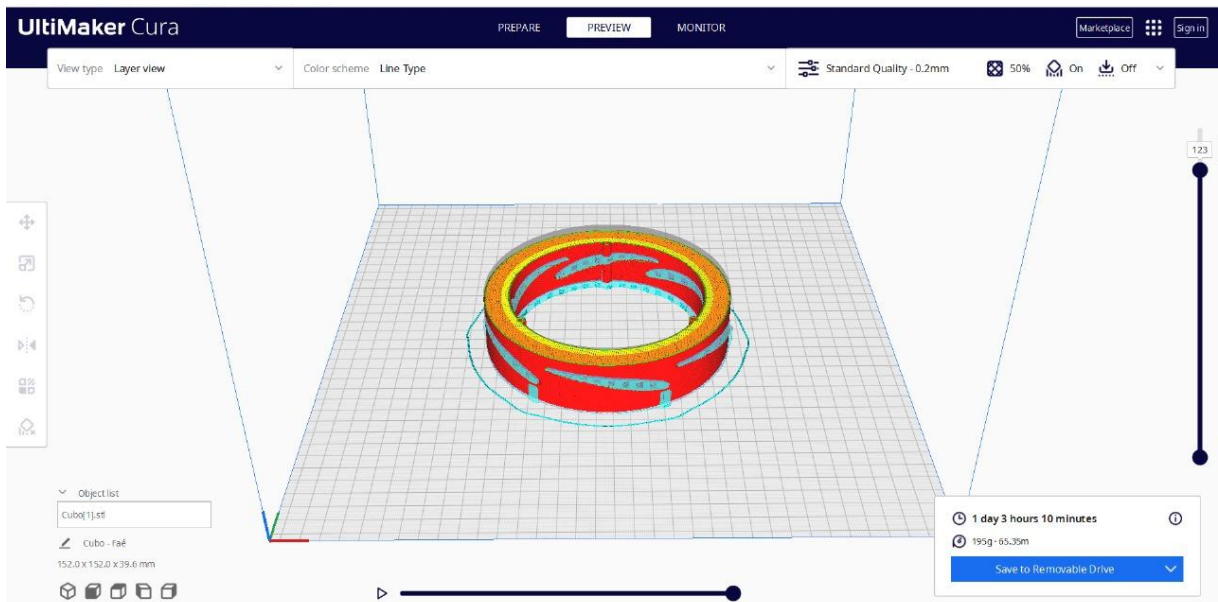 UltiMaker Cura
PREPARE PREVIEW MONITOR
Marketplace Sign in
View type Layer view
Color scheme Line Type
Standard Quality - 0.2mm 50% On Off
123
Object list
Cubo[1].stl
Cubo - Faé
152.0 x 152.0 x 39.6 mm
1 day 3 hours 10 minutes
195g · 65.35m
Save to Removable Drive